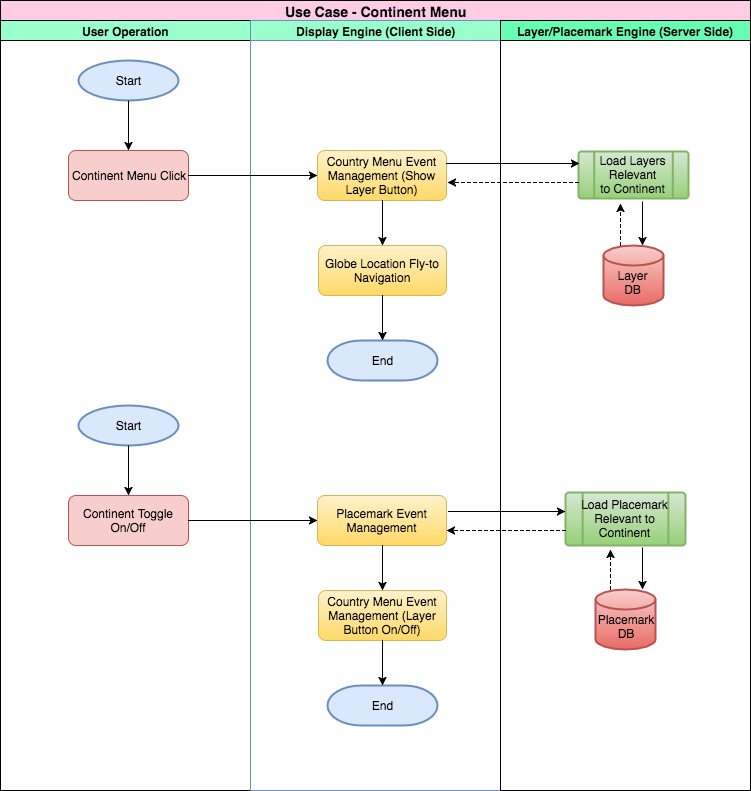 Use Case - Continent Menu
User Operation
Display Engine (Client Side)
Layer/Placemark Engine (Server Side)
Start
Continent Menu Click
Country Menu Event
Management (Show
Layer Button)
Load Layers
Relevant
to Continent
Globe Location Fly-to
Navigation
Layer
DB
End
Start
Continent Toggle
On/Off
Placemark Event
Management
Load Placemark
Relevant to
Continent
Country Menu Event
Management (Layer
Button On/Off)
Placemark
DB
End